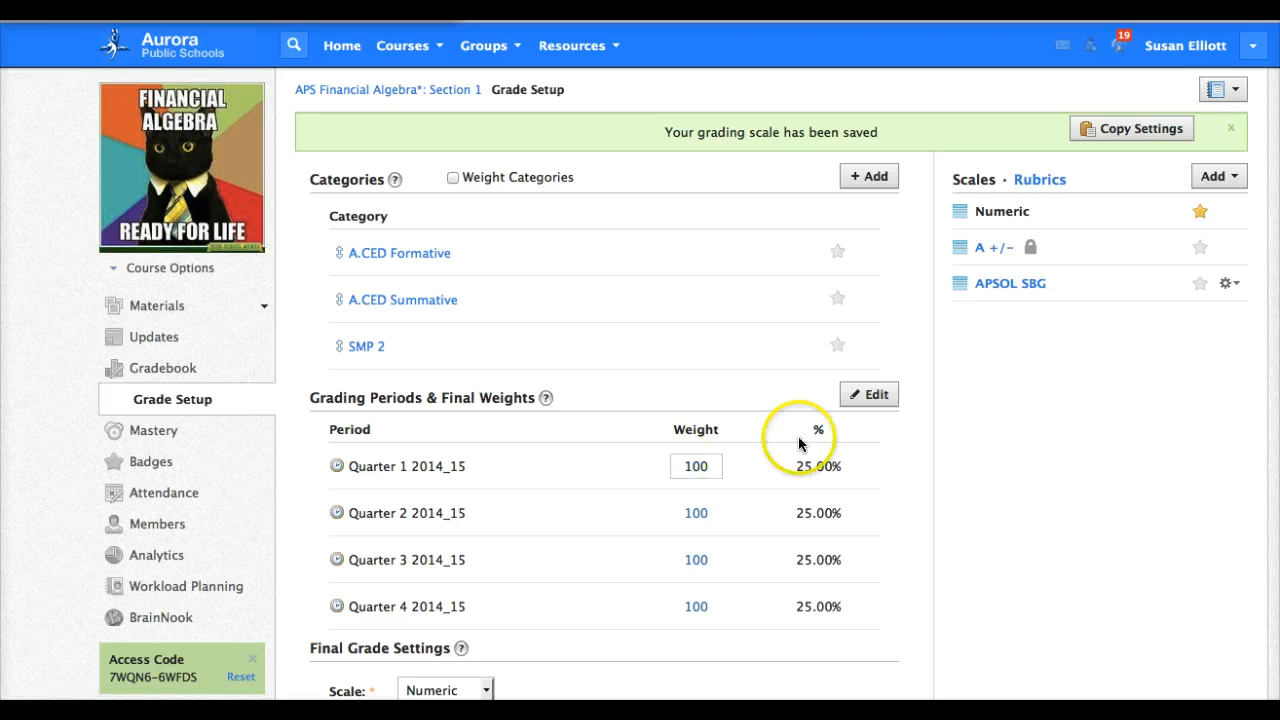 Aurora
Public Schools
Home
Courses
Groups
Resources
19
Susan Elliott
FINANCIAL
ALGEBRA
READY FOR LIFE
Course Options
Materials
Updates
Gradebook
Grade Setup
Mastery
Badges
Attendance
Members
Analytics
Workload Planning
BrainNook
Access Code
7WQN6-6WFDS
Reset
APS Financial Algebra*: Section 1 Grade Setup
Your grading scale has been saved
Copy Settings
Categories ?
Weight Categories
+ Add
Category
A.CED Formative
A.CED Summative
SMP 2
Grading Periods & Final Weights ?
Edit
Period Weight %
Quarter 1 2014_15 100 25.00%
Quarter 2 2014_15 100 25.00%
Quarter 3 2014_15 100 25.00%
Quarter 4 2014_15 100 25.00%
Final Grade Settings ?
Scale: * Numeric
Scales · Rubrics
Add
Numeric
A +/-
APSOL SBG